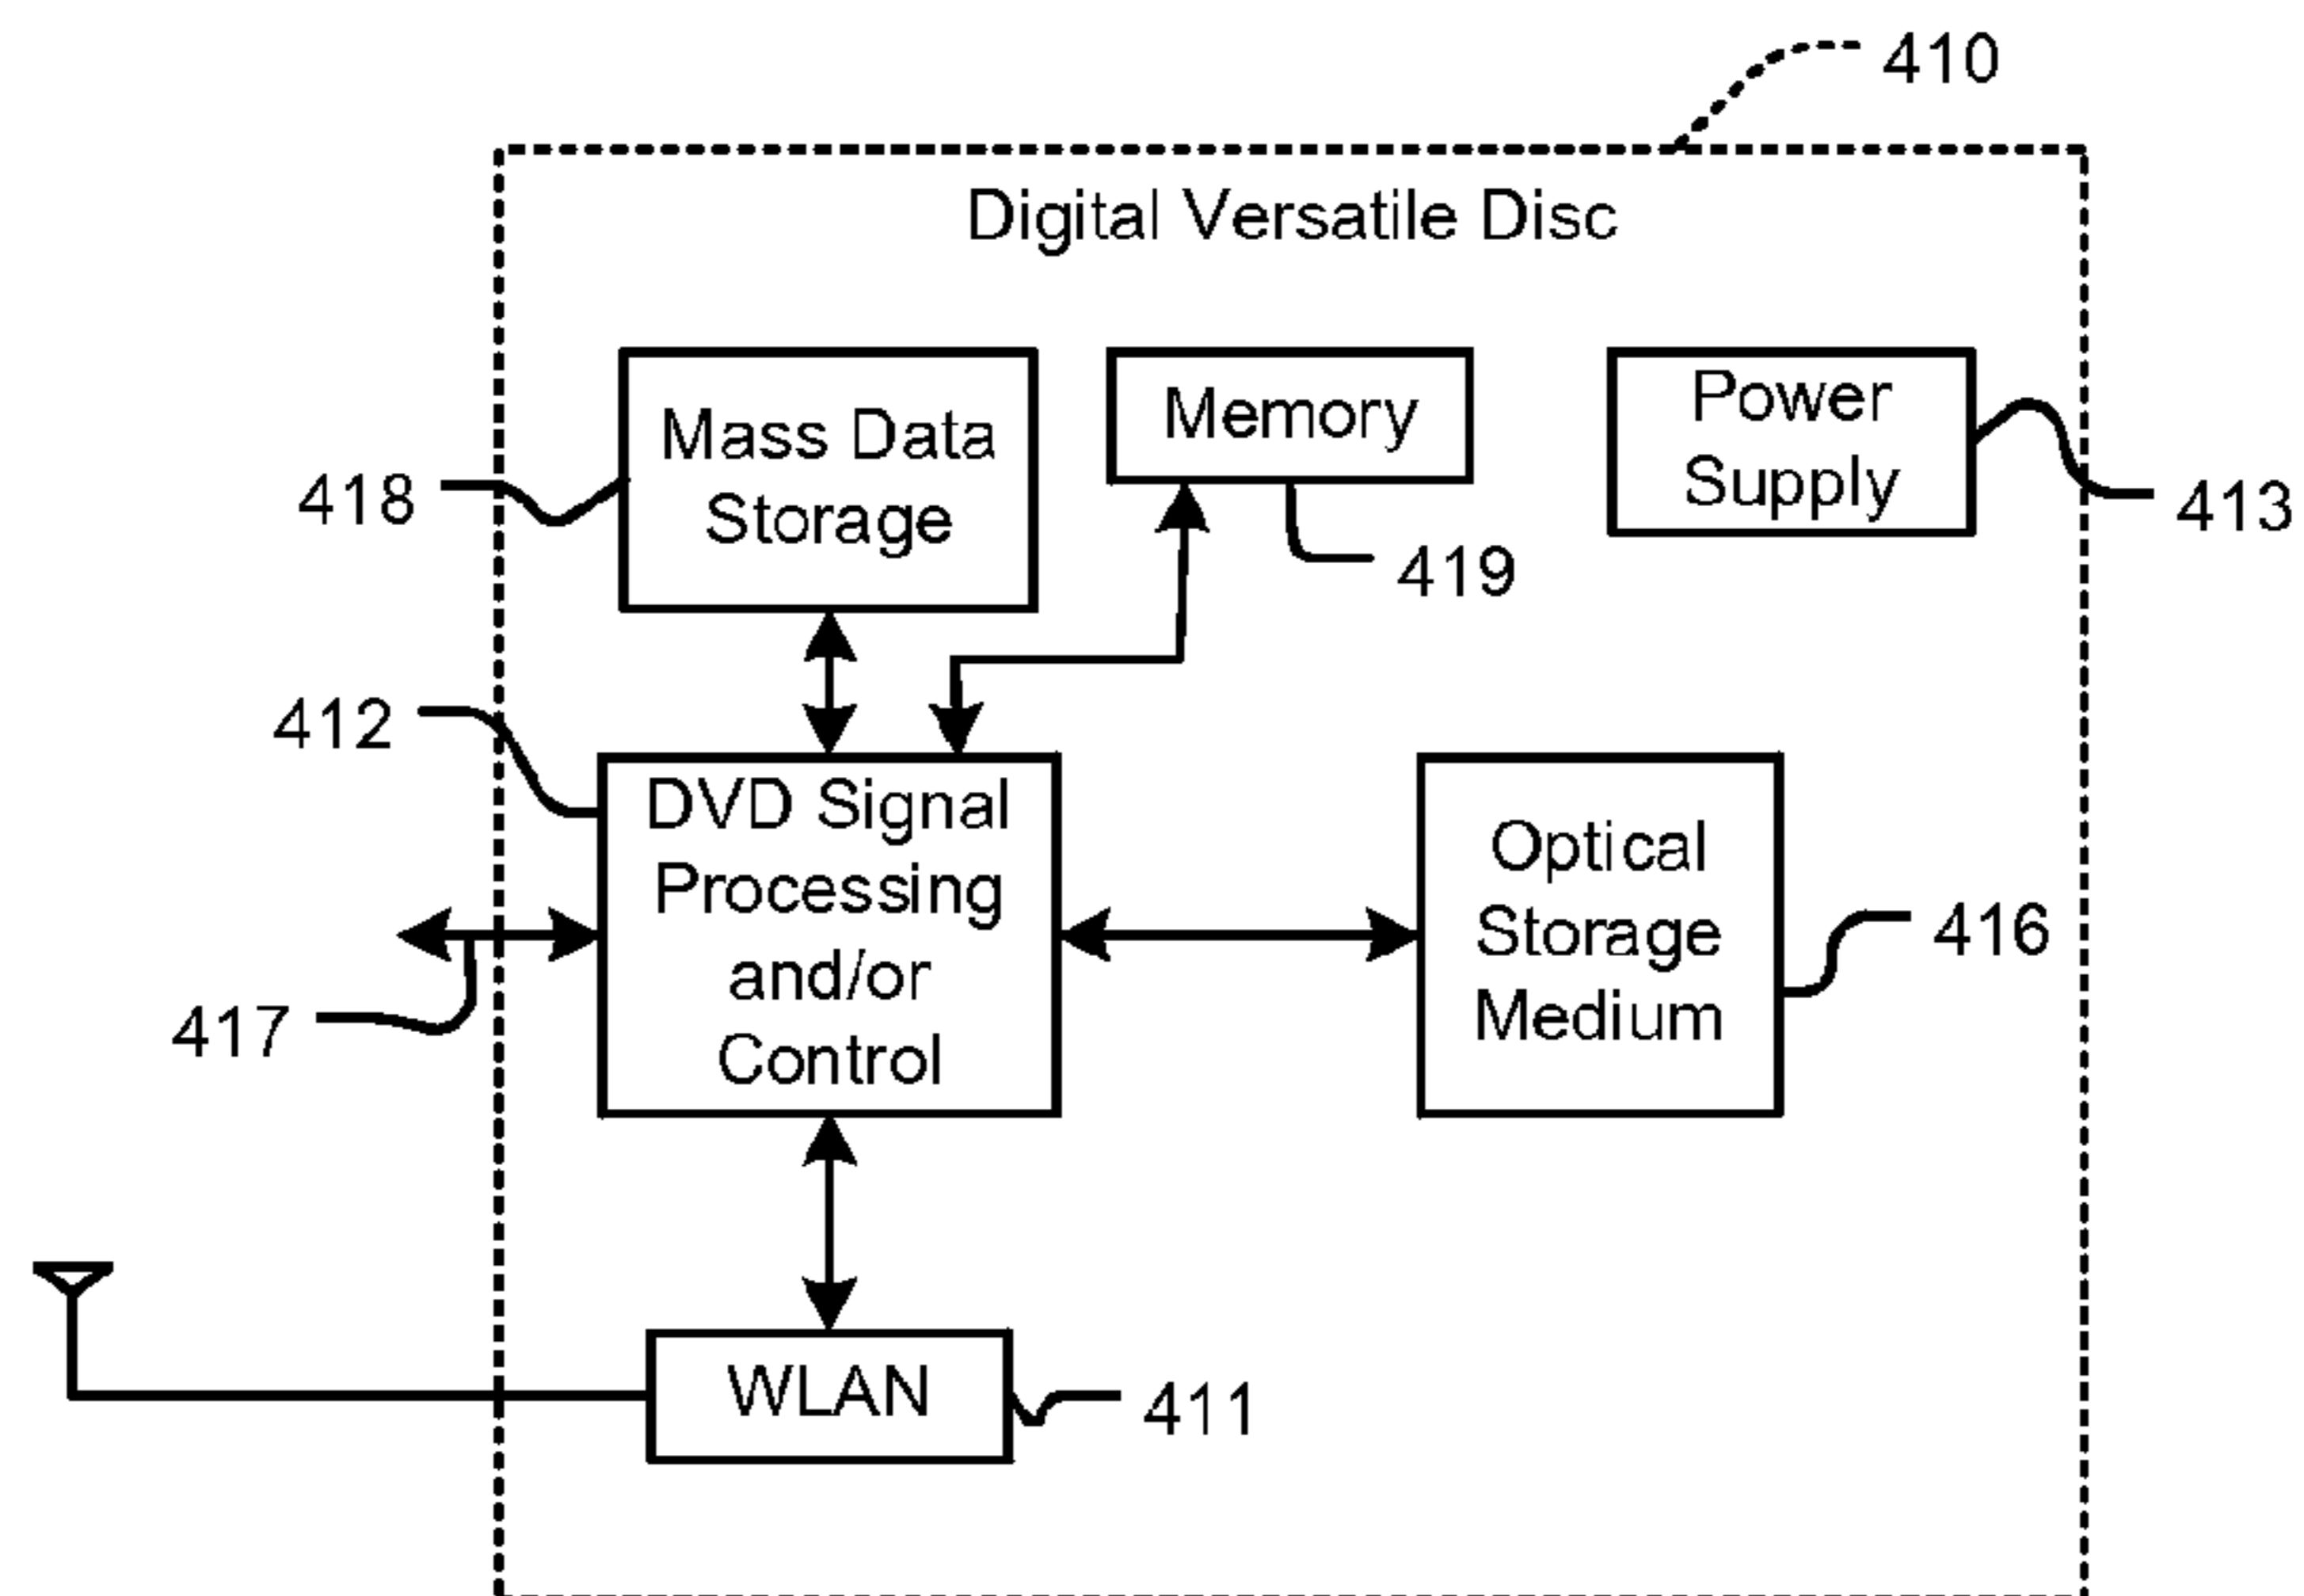 410
Digital Versatile Disc
Mass Data
Storage
418
Memory
419
Power
Supply
413
412
DVD Signal
Processing
and/or
Control
417
Optical
Storage
Medium
416
WLAN
411